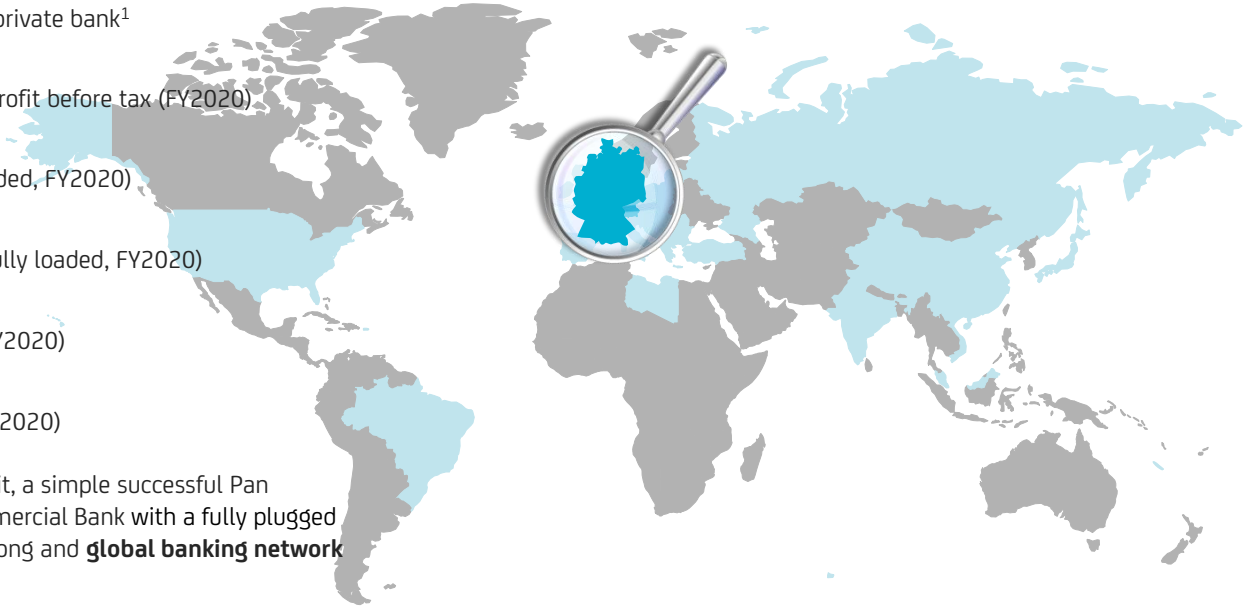 private bank1
rofit before tax (FY2020)
ded, FY2020)
ully loaded, FY2020)
Y2020)
2020)
it, a simple successful Pan
mercial Bank with a fully plugged
ong and global banking network